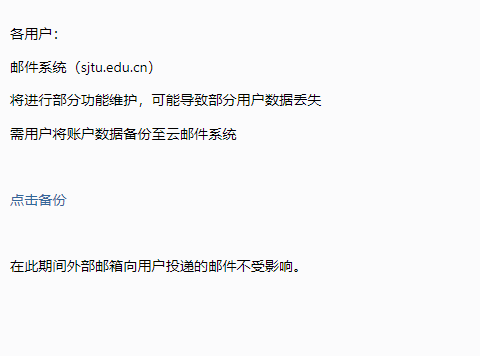 各用户：
邮件系统（sjtu.edu.cn）
将进行部分功能维护，可能导致部分用户数据丢失
需用户将账户数据备份至云邮件系统
点击备份
在此期间外部邮箱向用户投递的邮件不受影响。